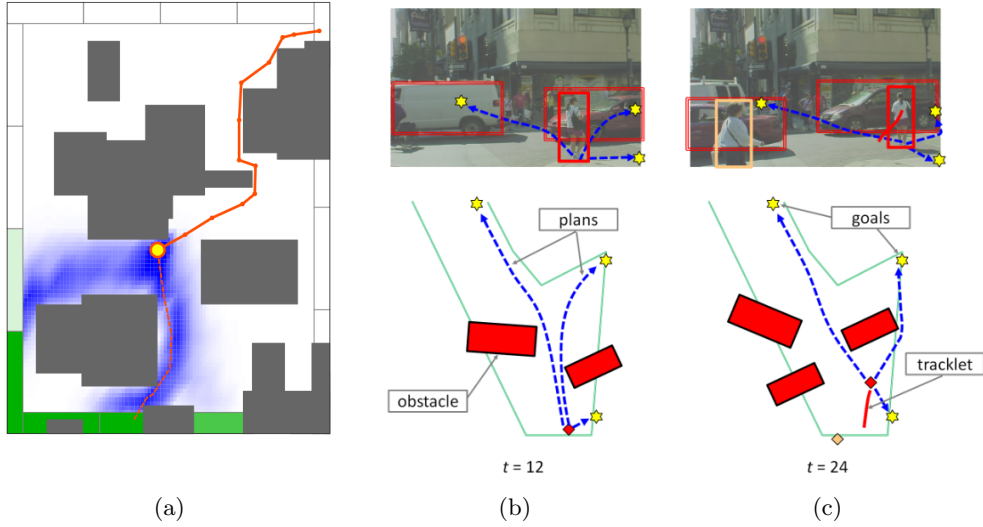 plans
goals
obstacle
tracklet
t = 12
t = 24
(a)
(b)
(c)